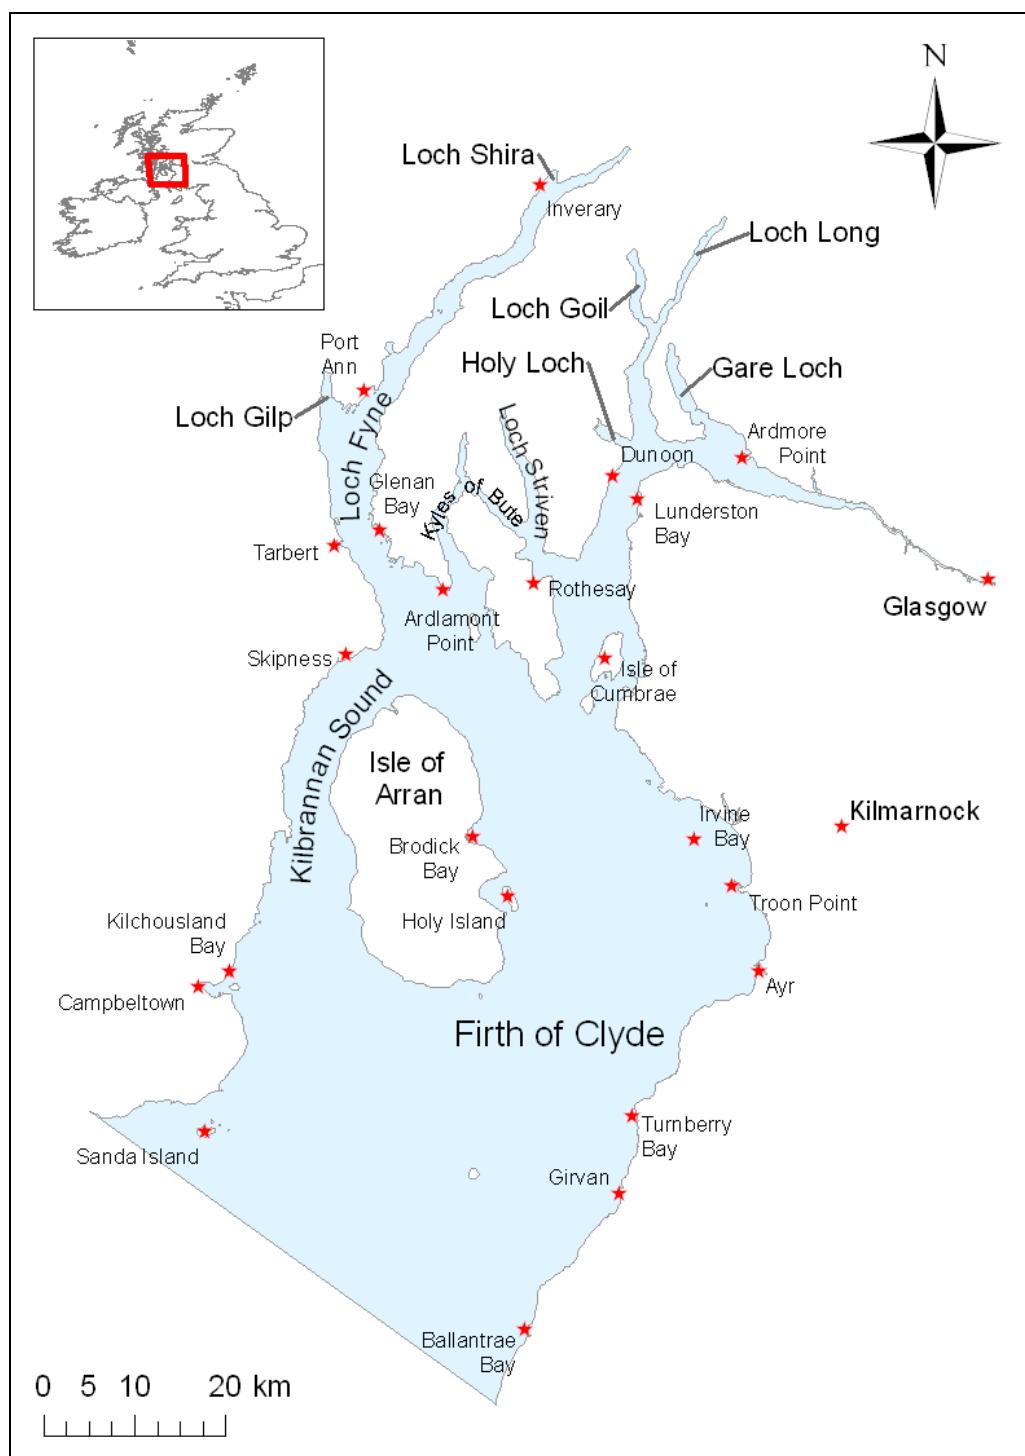 N
Loch Shira
Inverary
Loch Long
Loch Goil
Port
Ann
Holy Loch
Gare Loch
Loch Gilp
Loch Fyne
Loch Striven
Ardmore
Point
Dunoon
Glenan
Bay
Kyles of Bute
Lunderston
Bay
Tarbert
Rothesay
Glasgow
Ardlamont
Point
Skipness
Isle of
Cumbrae
Kilbrannan Sound
Isle of
Arran
Irvine
Bay
Kilmarnock
Brodick
Bay
Troon Point
Holy Island
Kilchousland
Bay
Campbeltown
Ayr
Firth of Clyde
Turnberry
Bay
Sanda Island
Girvan
Ballantrae
Bay
0 5 10 20 km